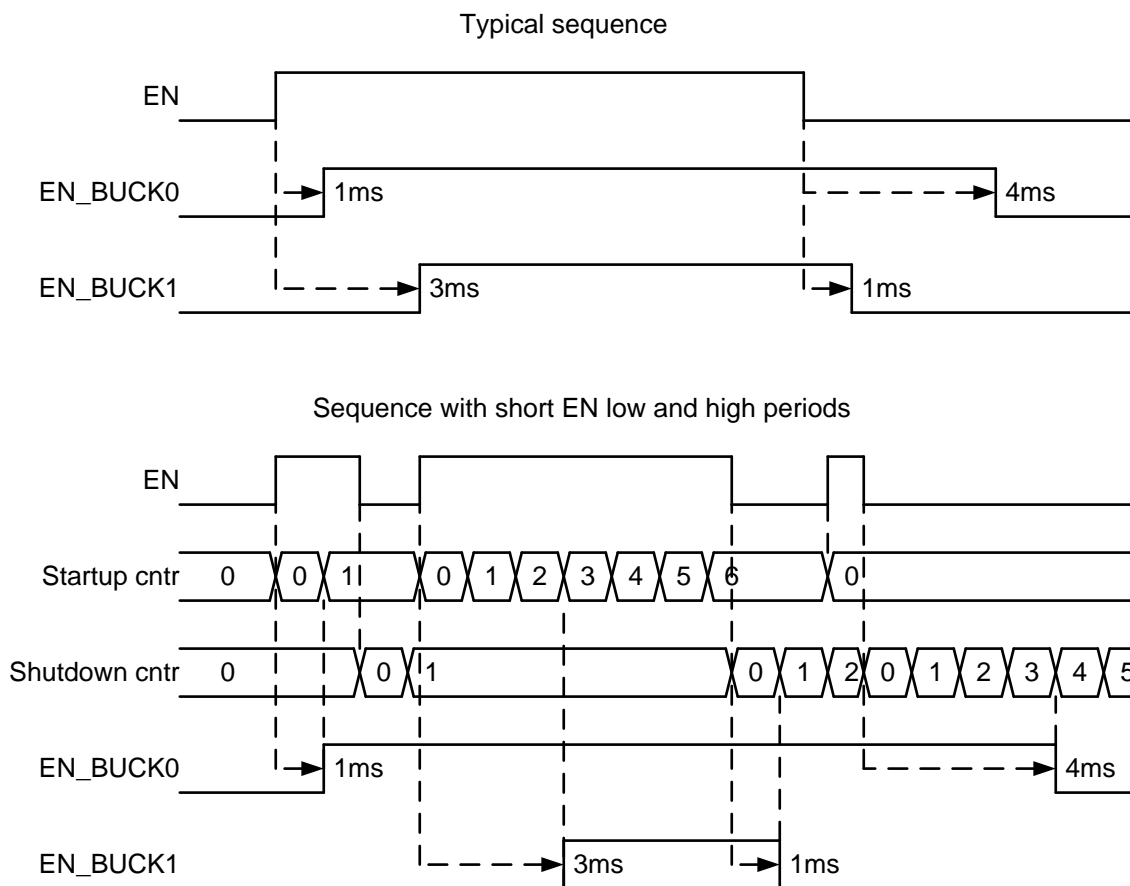 Typical sequence
EN
EN_BUCK0
1ms
4ms
EN_BUCK1
3ms
1ms
Sequence with short EN low and high periods
EN
Startup cntr
0 0 1 0 1 2 3 4 5 6 0
Shutdown cntr
0 0 1 0 1 2 0 1 2 3 4 5
EN_BUCK0
1ms
4ms
EN_BUCK1
3ms
1ms